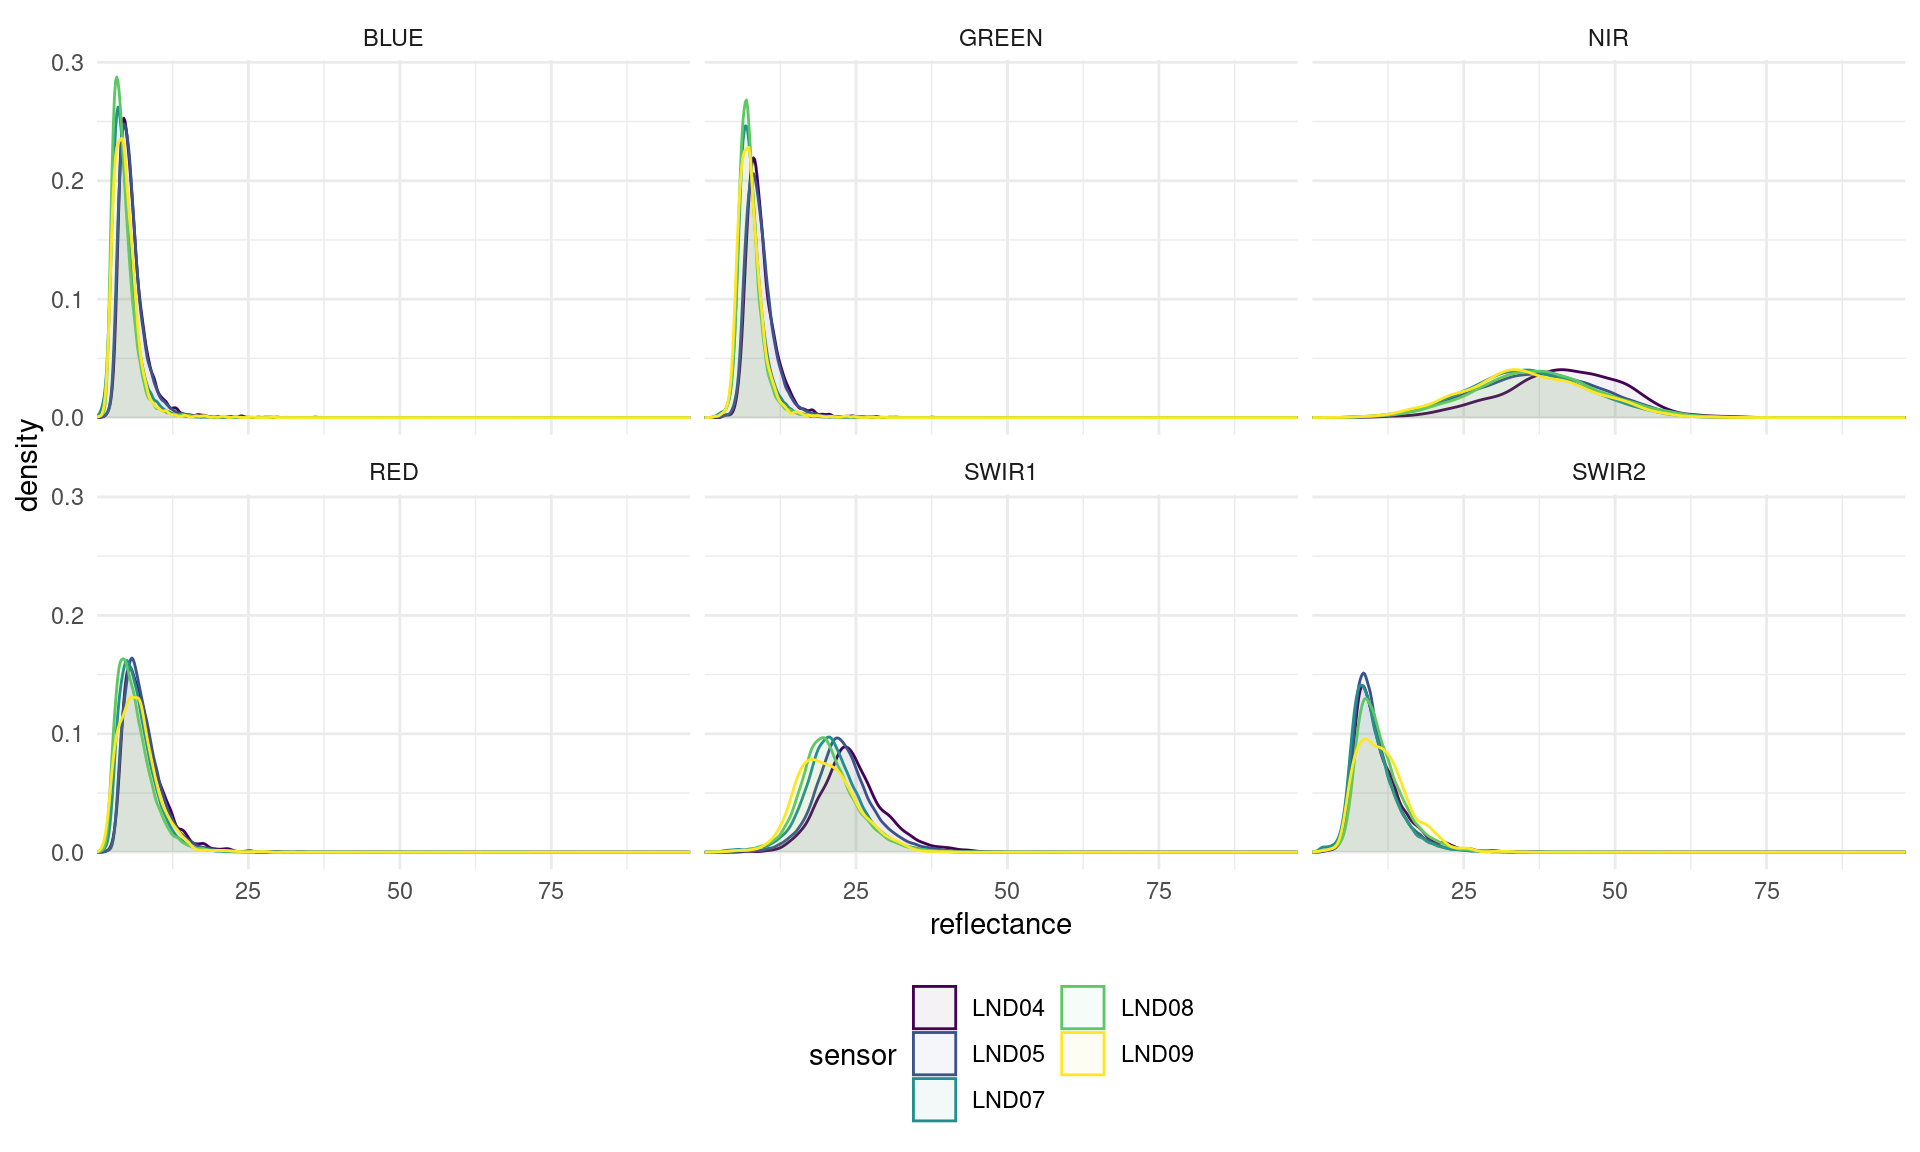 BLUE GREEN NIR
0.3
0.2
0.1
0.0
density
RED SWIR1 SWIR2
0.3
0.2
0.1
0.0
25 50 75 25 50 75 25 50 75
reflectance
sensor
LND04 LND08
LND05 LND09
LND07